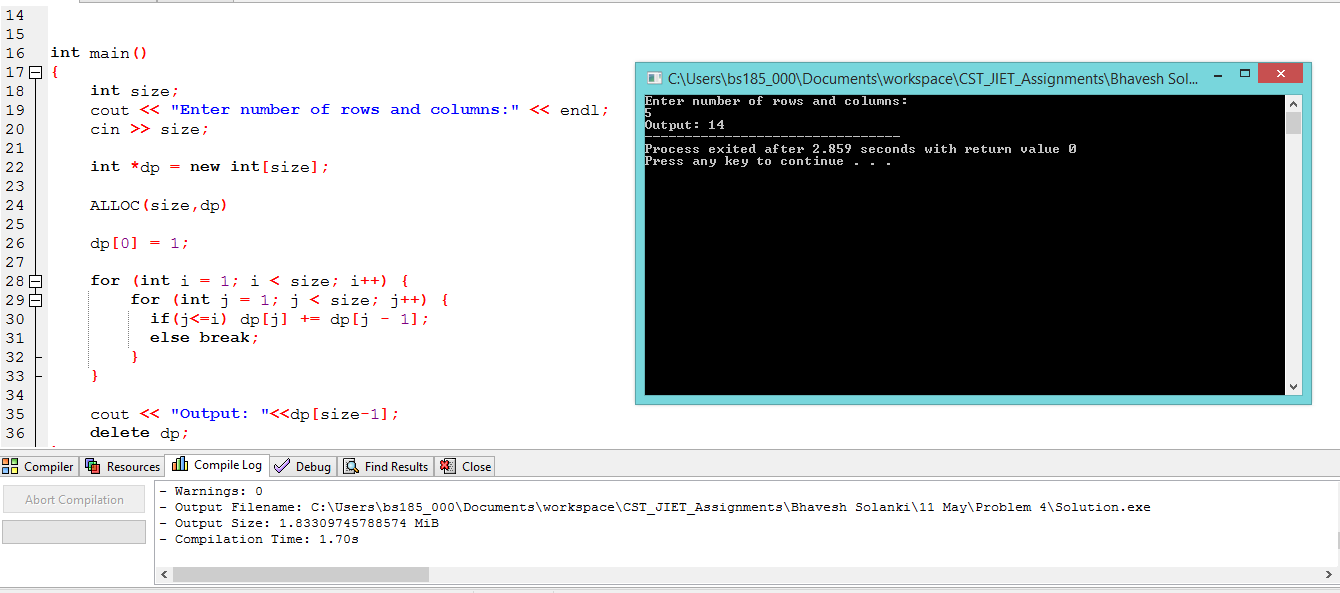 14
15
16 int main()
17 {
18 int size;
19 cout << "Enter number of rows and columns:" << endl;
20 cin >> size;
21
22 int *dp = new int[size];
23
24 ALLOC(size,dp)
25
26 dp[0] = 1;
27
28 for (int i = 1; i < size; i++) {
29 for (int j = 1; j < size; j++) {
30 if(j<=i) dp[j] += dp[j - 1];
31 else break;
32 }
33 }
34
35 cout << "Output: "<<dp[size-1];
36 delete dp;
C:\Users\bs185_000\Documents\workspace\CST_JIET_Assignments\Bhavesh Sol...
Enter number of rows and columns:
5
Output: 14
--------------------------------
Process exited after 2.859 seconds with return value 0
Press any key to continue . . .
Compiler Resources Compile Log Debug Find Results Close
Abort Compilation
- Warnings: 0
- Output Filename: C:\Users\bs185_000\Documents\workspace\CST_JIET_Assignments\Bhavesh Solanki\11 May\Problem 4\Solution.exe
- Output Size: 1.83309745788574 MiB
- Compilation Time: 1.70s